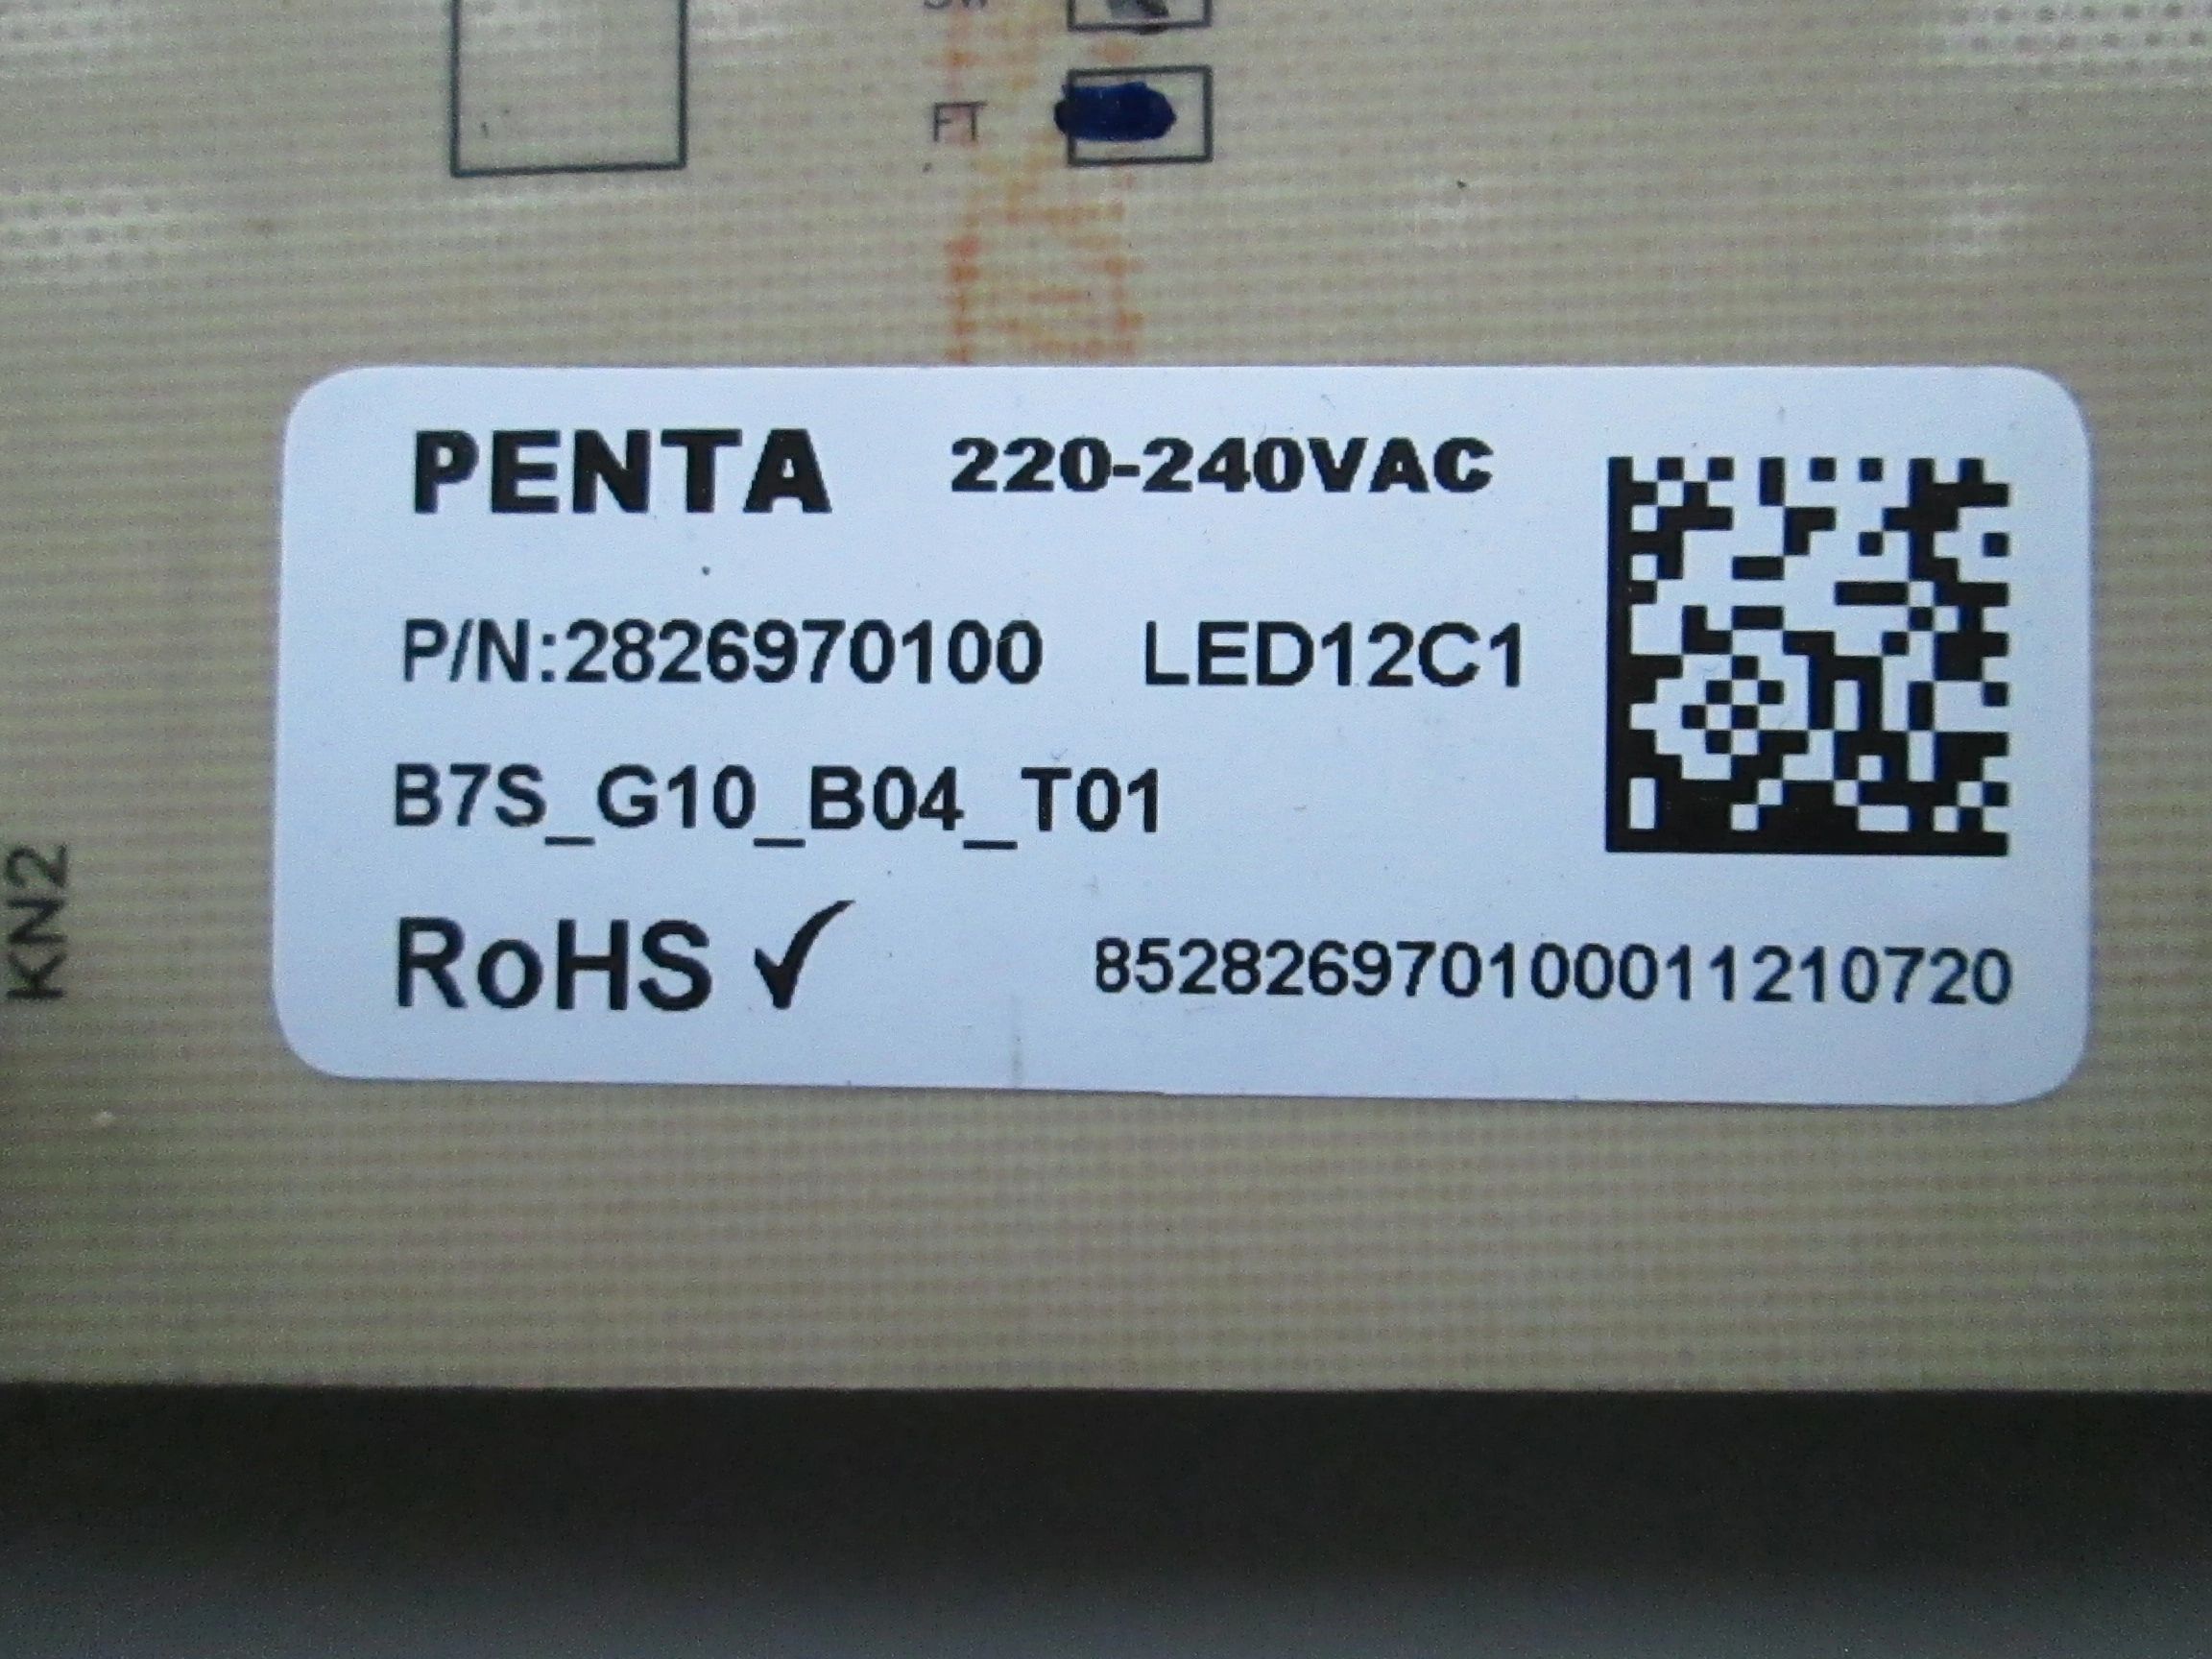 FT
PENTA 220-240VAC
P/N:2826970100 LED12C1
B7S_G10_B04_T01
RoHS ✓ 852826970100011210720
KN2